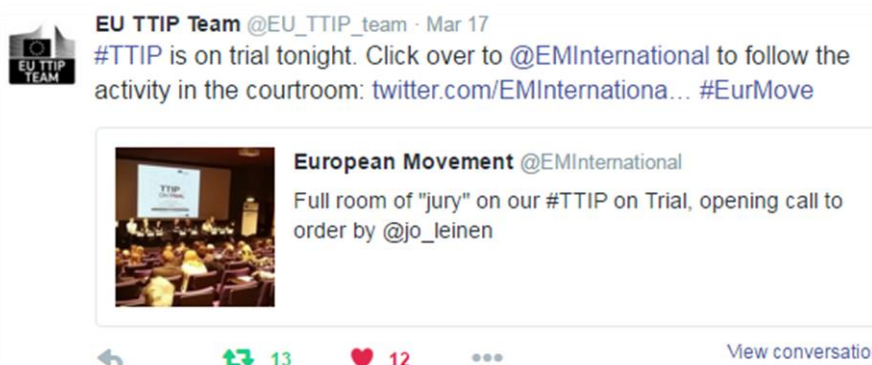 EU TTIP Team @EU_TTIP_team · Mar 17
#TTIP is on trial tonight. Click over to @EMInternational to follow the
activity in the courtroom: twitter.com/EMInternationa… #EurMove
EU TTIP
TEAM
European Movement @EMInternational
TTIP
ON TRIAL
Full room of "jury" on our #TTIP on Trial, opening call to
order by @jo_leinen
13
12
View conversatio